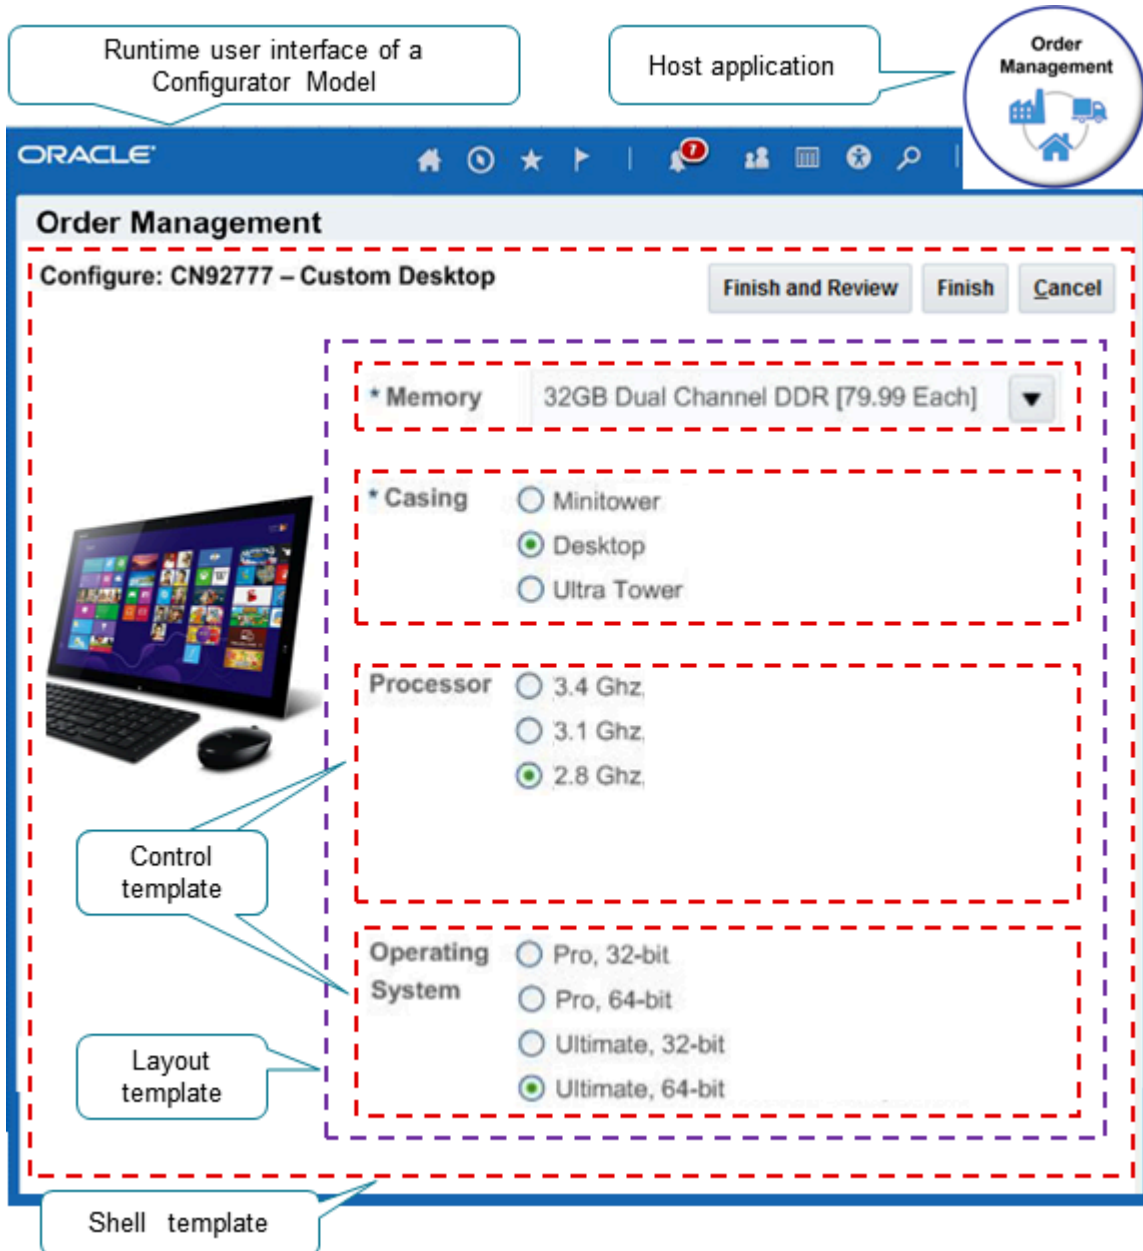 Runtime user interface of a
Configurator Model
Host application
Order
Management
ORACLE
7
Order Management
Configure: CN92777 – Custom Desktop
Finish and Review
Finish
Cancel
* Memory
32GB Dual Channel DDR [79.99 Each]
* Casing
Minitower
Desktop
Ultra Tower
Processor
3.4 Ghz
3.1 Ghz
2.8 Ghz
Control
template
Operating
System
Pro, 32-bit
Pro, 64-bit
Ultimate, 32-bit
Ultimate, 64-bit
Layout
template
Shell template